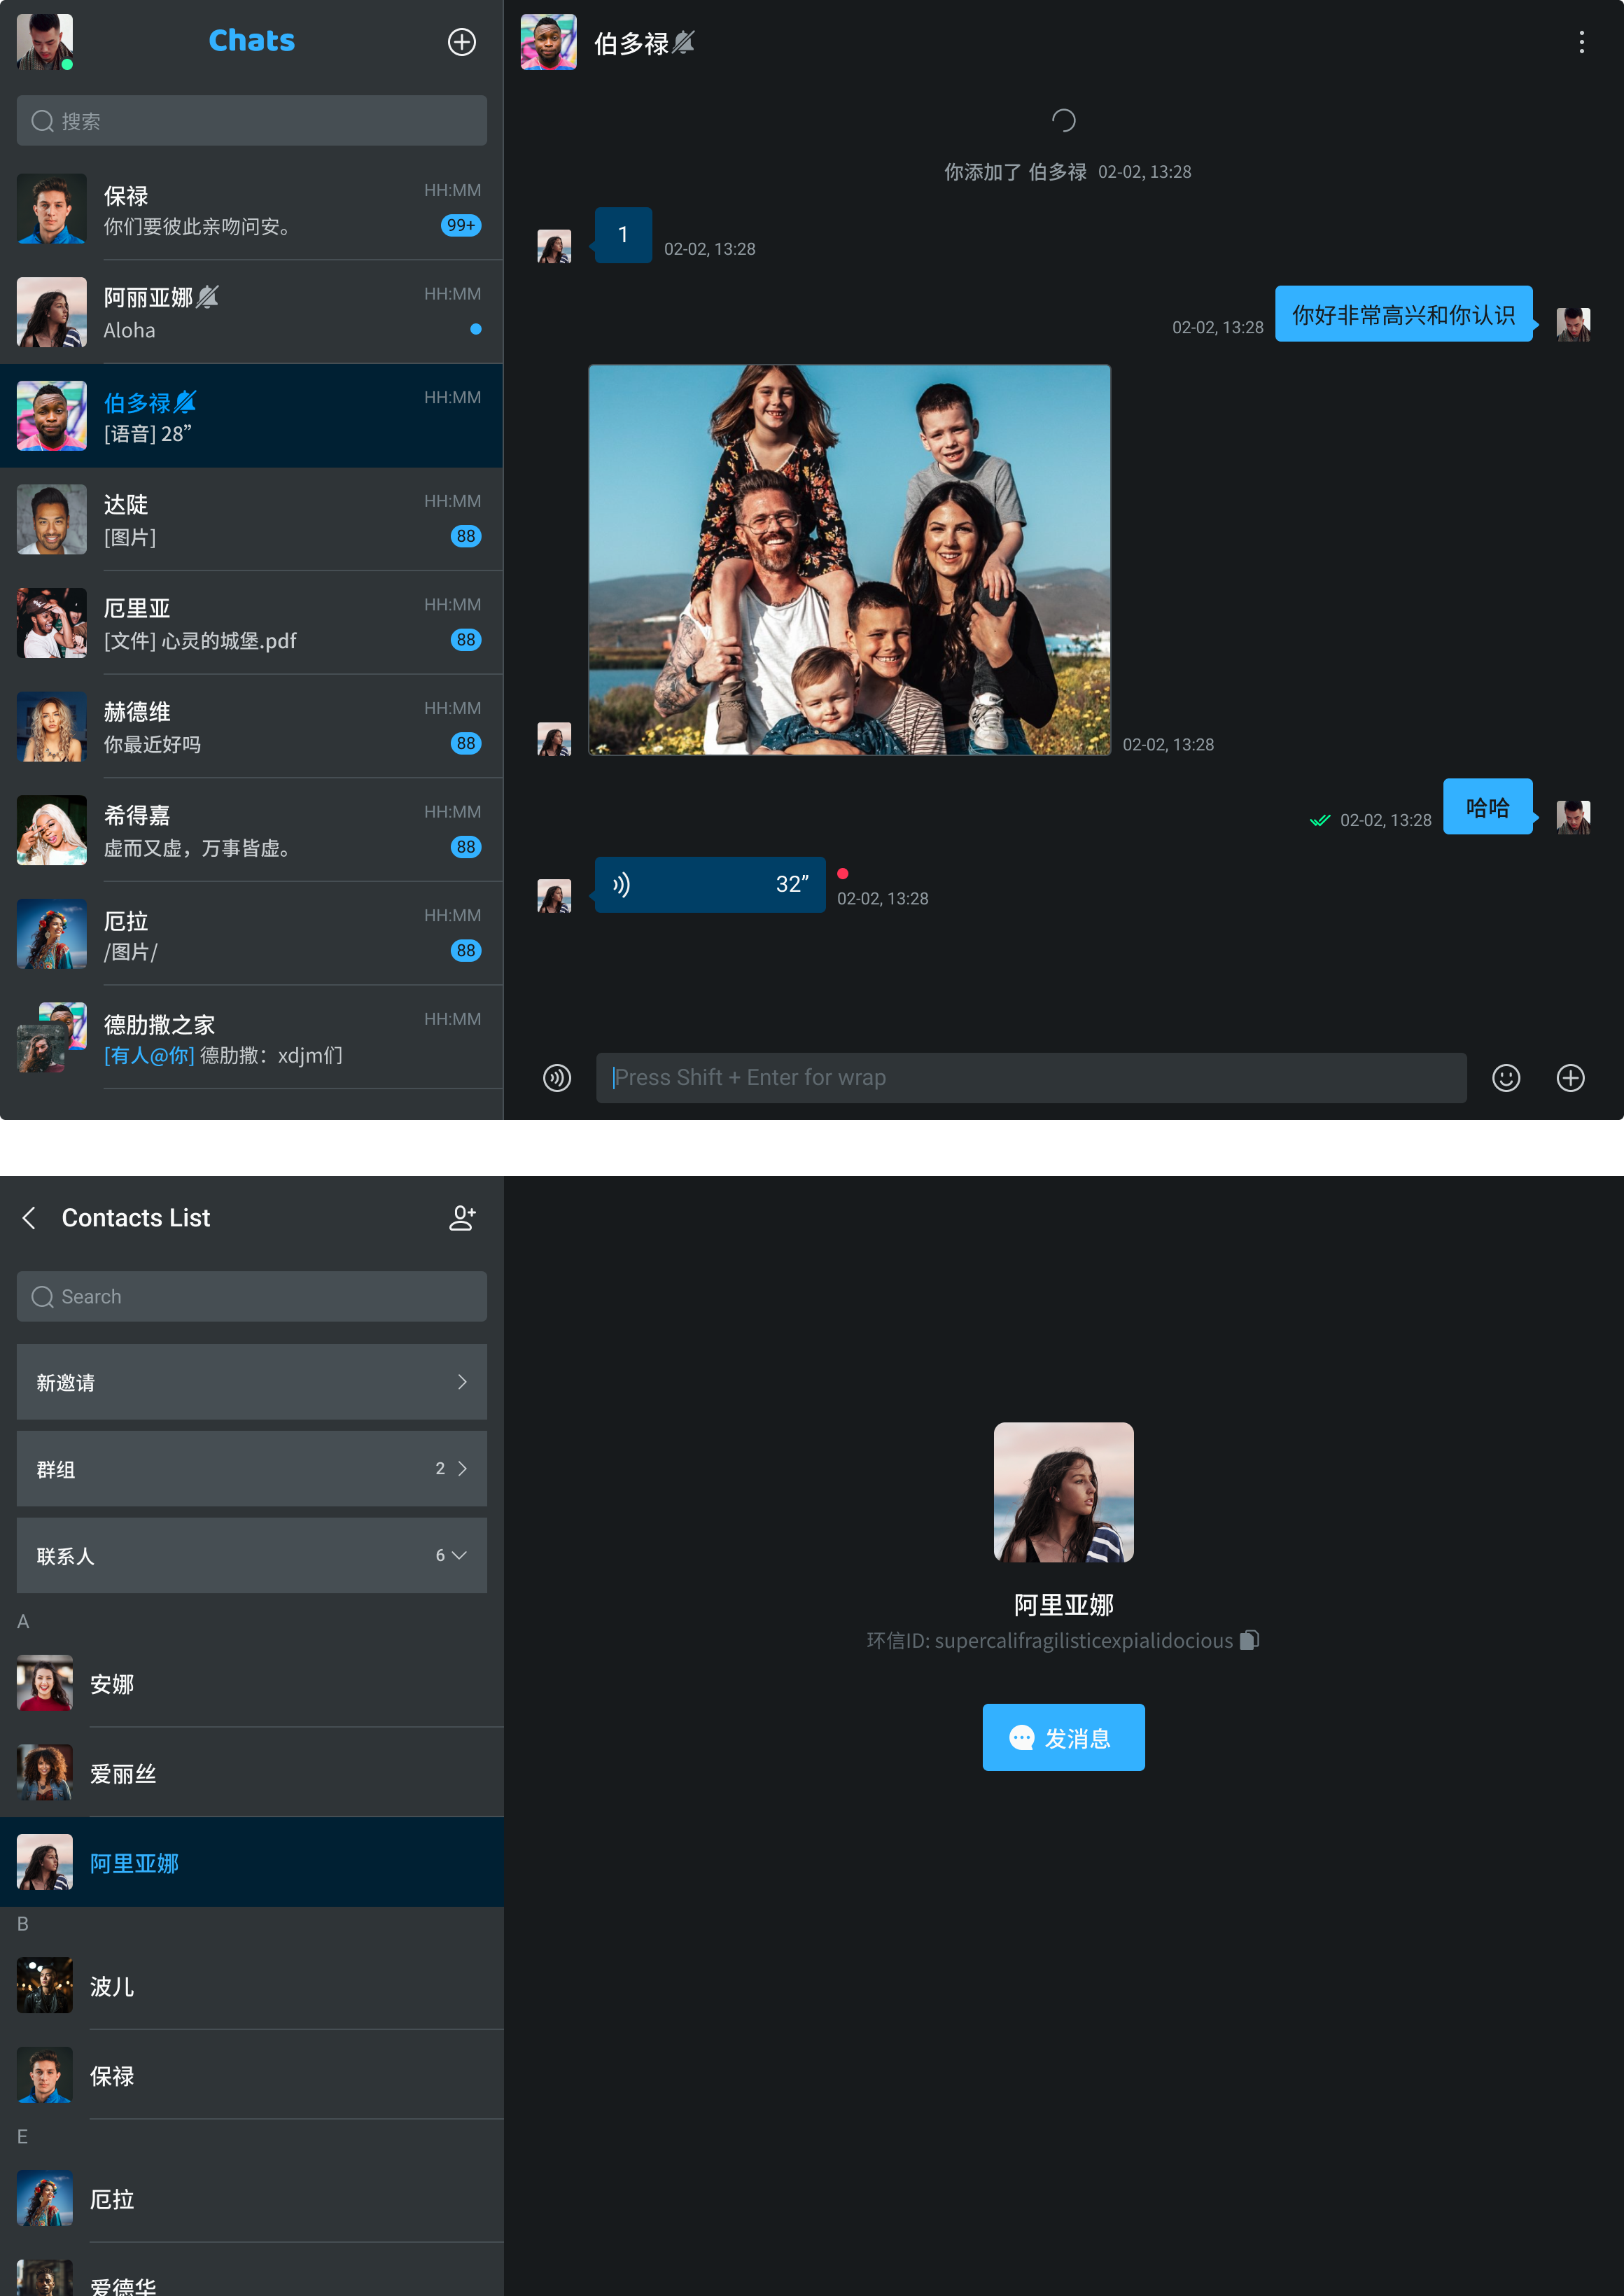 Chats
搜索
保禄
HH:MM
你们要彼此亲吻问安。
99+
阿丽亚娜
HH:MM
Aloha
伯多禄
HH:MM
[语音] 28”
达陡
HH:MM
[图片]
88
厄里亚
HH:MM
[文件] 心灵的城堡.pdf
88
赫德维
HH:MM
你最近好吗
88
希得嘉
HH:MM
虚而又虚，万事皆虚。
88
厄拉
HH:MM
/图片/
88
德肋撒之家
HH:MM
[有人@你] 德肋撒：xdjm们
伯多禄
你添加了 伯多禄 02-02, 13:28
1
02-02, 13:28
02-02, 13:28
你好非常高兴和你认识
02-02, 13:28
02-02, 13:28
哈哈
32”
02-02, 13:28
Press Shift + Enter for wrap
Contacts List
Search
新邀请
群组
2
联系人
6
A
安娜
爱丽丝
阿里亚娜
B
波儿
保禄
E
厄拉
爱德华
阿里亚娜
环信ID: supercalifragilisticexpialidocious
发消息